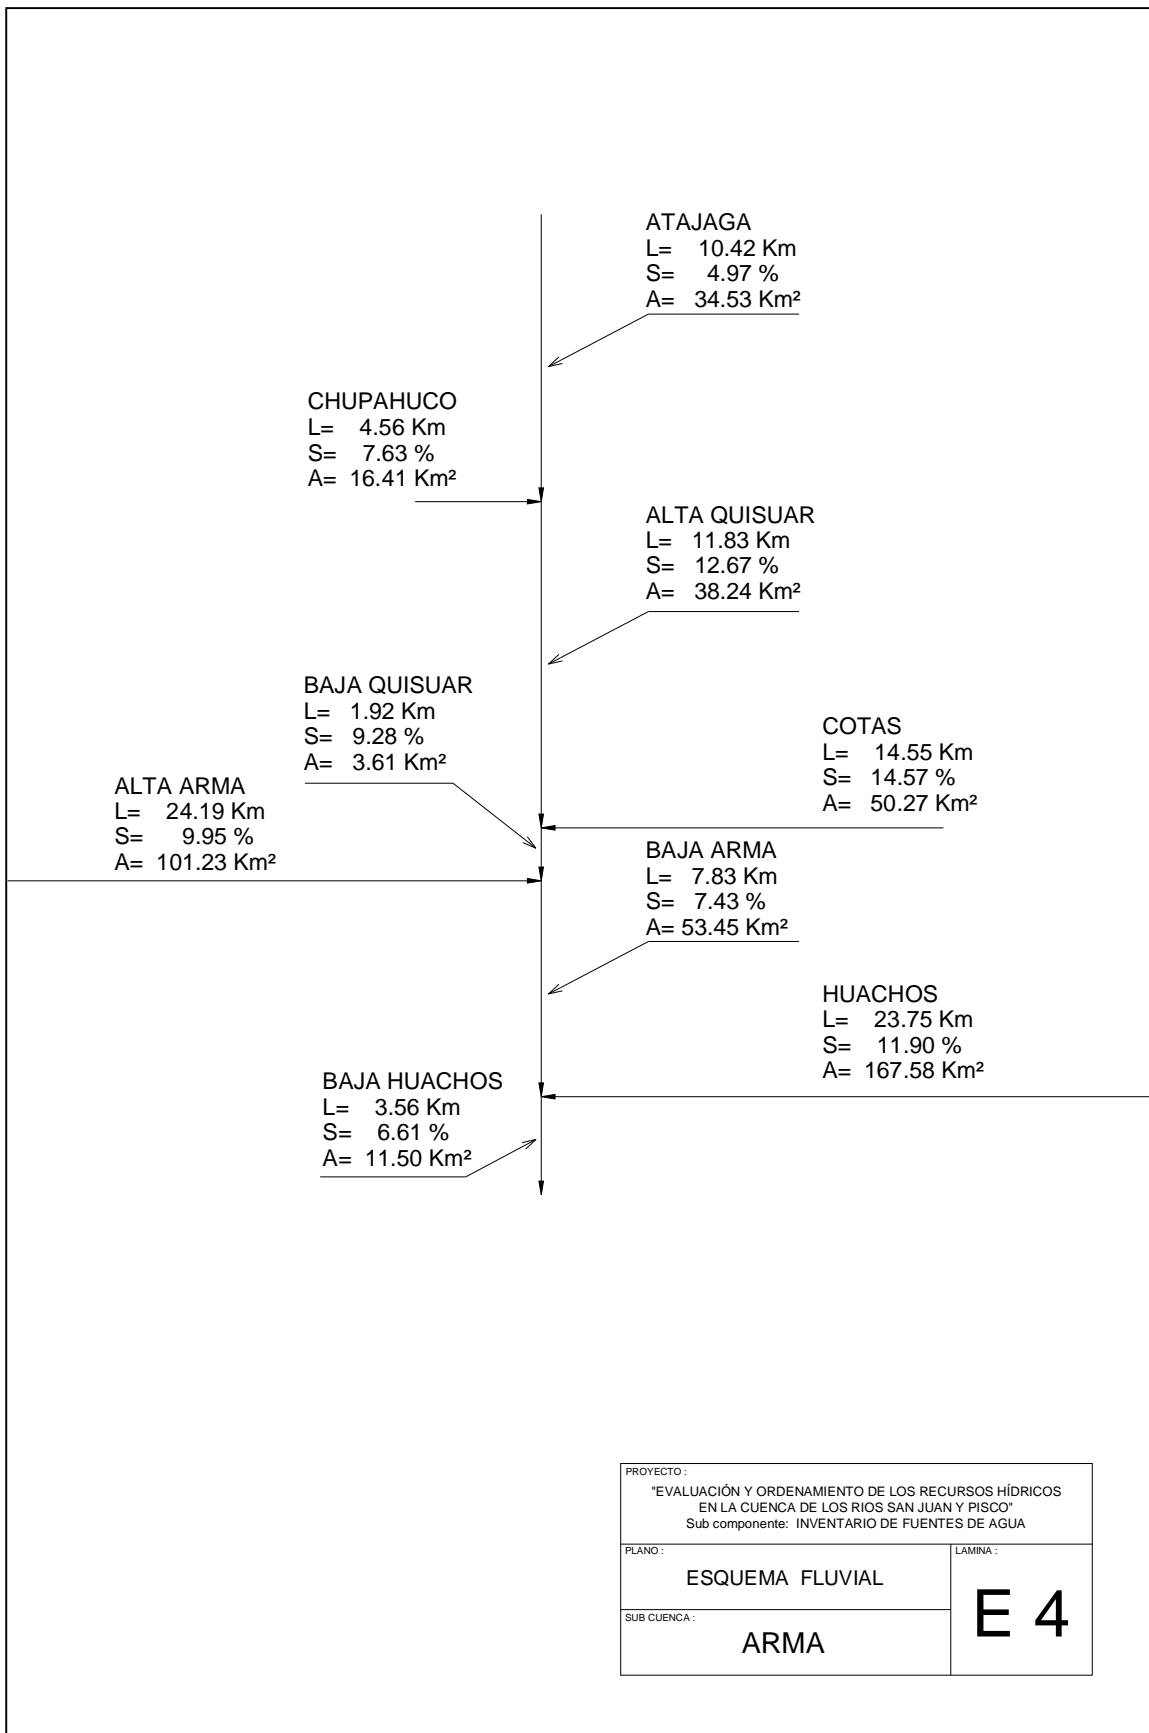 ATAJAGA
L= 10.42 Km
S= 4.97 %
A= 34.53 Km²
CHUPAHUCO
L= 4.56 Km
S= 7.63 %
A= 16.41 Km²
ALTA QUISUAR
L= 11.83 Km
S= 12.67 %
A= 38.24 Km²
BAJA QUISUAR
L= 1.92 Km
S= 9.28 %
A= 3.61 Km²
COTAS
L= 14.55 Km
S= 14.57 %
A= 50.27 Km²
ALTA ARMA
L= 24.19 Km
S= 9.95 %
A= 101.23 Km²
BAJA ARMA
L= 7.83 Km
S= 7.43 %
A= 53.45 Km²
HUACHOS
L= 23.75 Km
S= 11.90 %
A= 167.58 Km²
BAJA HUACHOS
L= 3.56 Km
S= 6.61 %
A= 11.50 Km²
PROYECTO :
"EVALUACIÓN Y ORDENAMIENTO DE LOS RECURSOS HÍDRICOS
EN LA CUENCA DE LOS RIOS SAN JUAN Y PISCO"
Sub componente: INVENTARIO DE FUENTES DE AGUA
PLANO :
ESQUEMA FLUVIAL
LAMINA :
E 4
SUB CUENCA :
ARMA